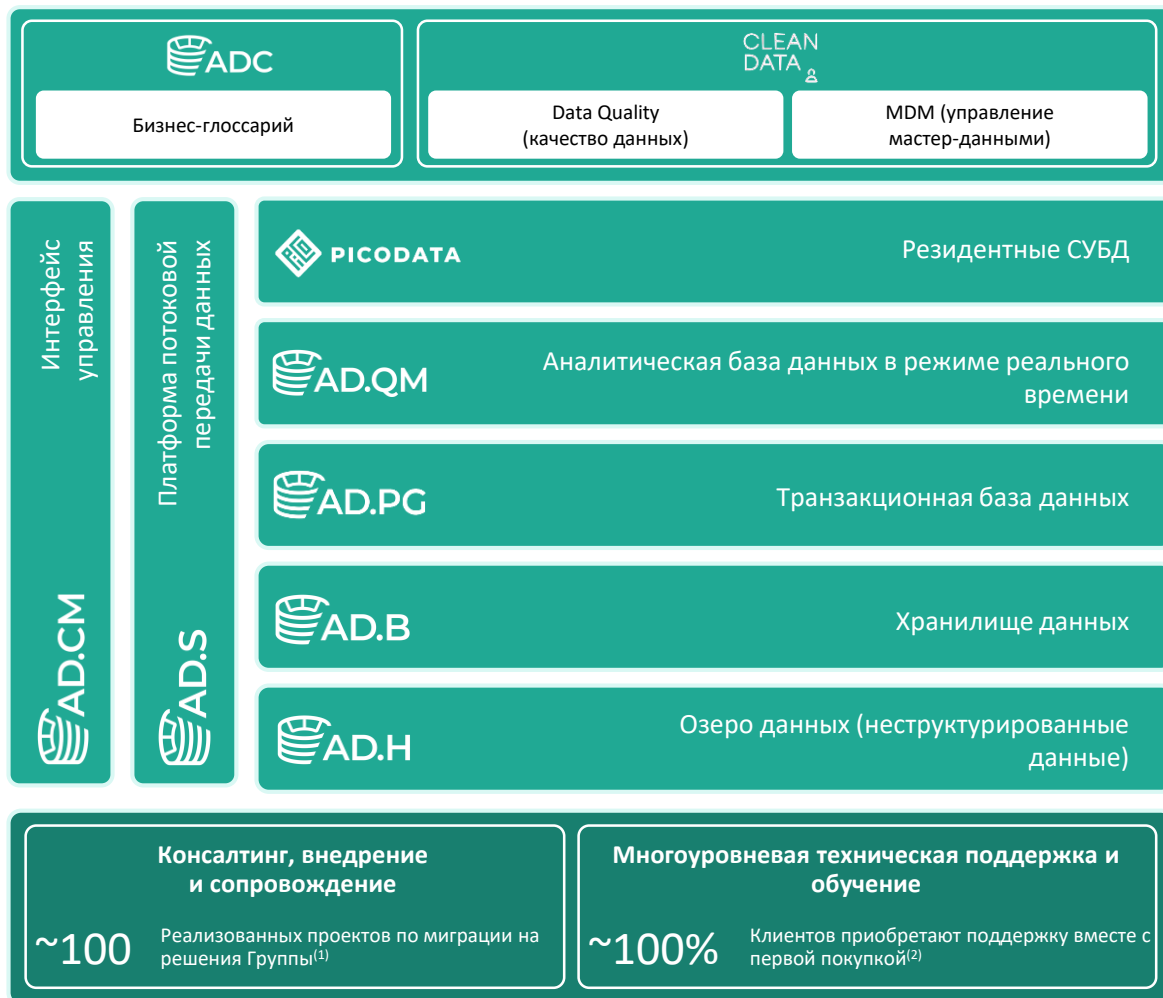 ADC
Бизнес-глоссарий
CLEAN
DATA
Data Quality
(качество данных)
MDM (управление
мастер-данными)
Интерфейс
управления
AD.CM
Платформа потоковой
передачи данных
AD.S
PICODATA
Резидентные СУБД
AD.QM
Аналитическая база данных в режиме реального
времени
AD.PG
Транзакционная база данных
AD.B
Хранилище данных
AD.H
Озеро данных (неструктурированные
данные)
Консалтинг, внедрение
и сопровождение
~100
Реализованных проектов по миграции на
решения Группы(1)
Многоуровневая техническая поддержка и
обучение
~100%
Клиентов приобретают поддержку вместе с
первой покупкой(2)